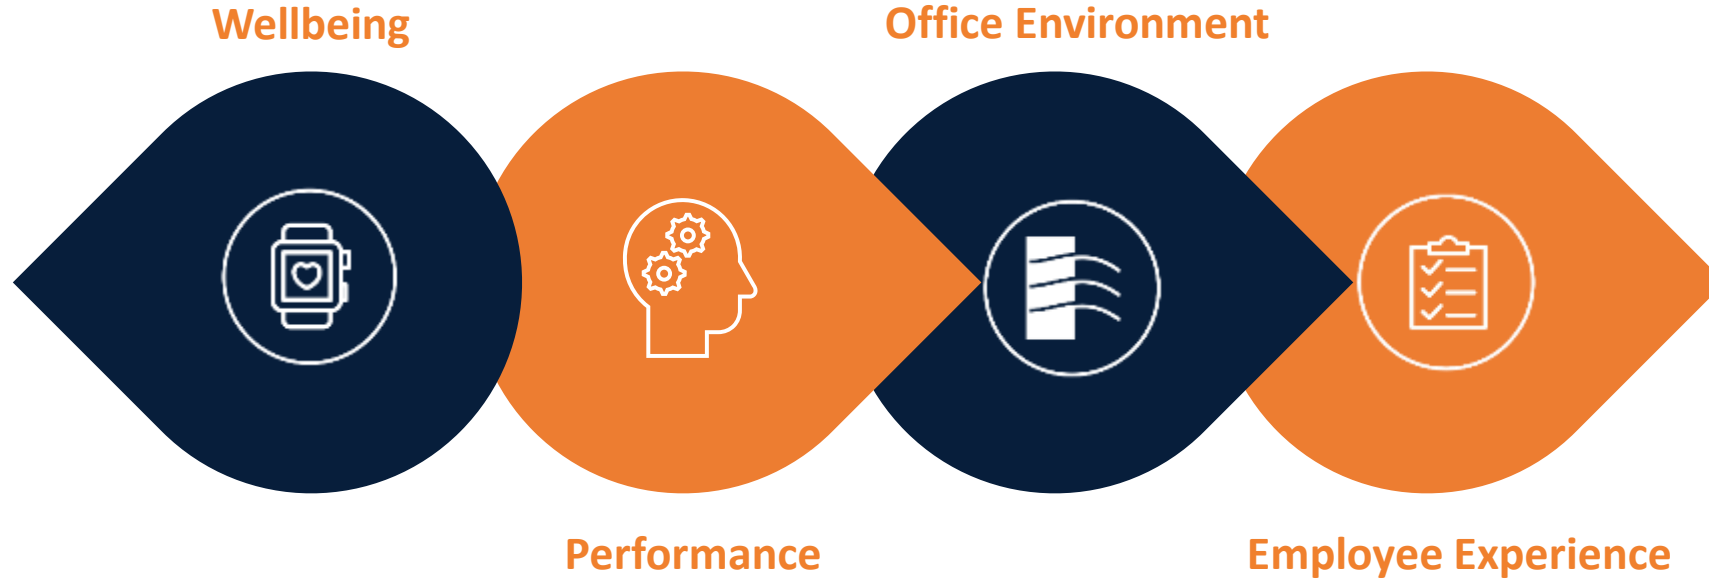 Wellbeing
Office Environment
Performance
Employee Experience